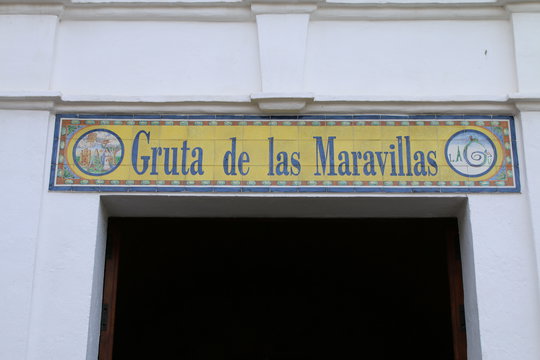 Gruta de las Maravillas